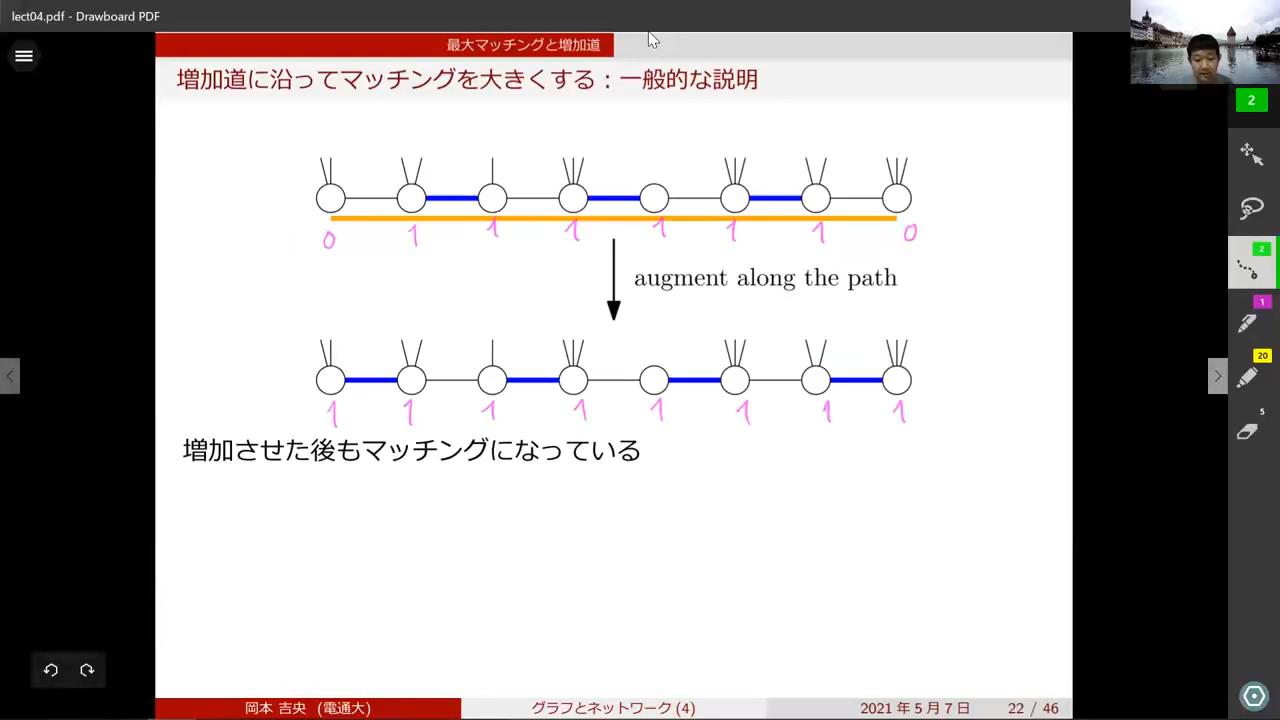 lect04.pdf - Drawboard PDF
最大マッチングと増加道
増加道に沿ってマッチングを大きくする：一般的な説明
2
2
1
20
5
0 1 1 1 1 1 1 0
augment along the path
1 1 1 1 1 1 1 1
増加させた後もマッチングになっている
岡本 吉央 (電通大)
グラフとネットワーク (4)
2021 年 5 月 7 日
22 / 46